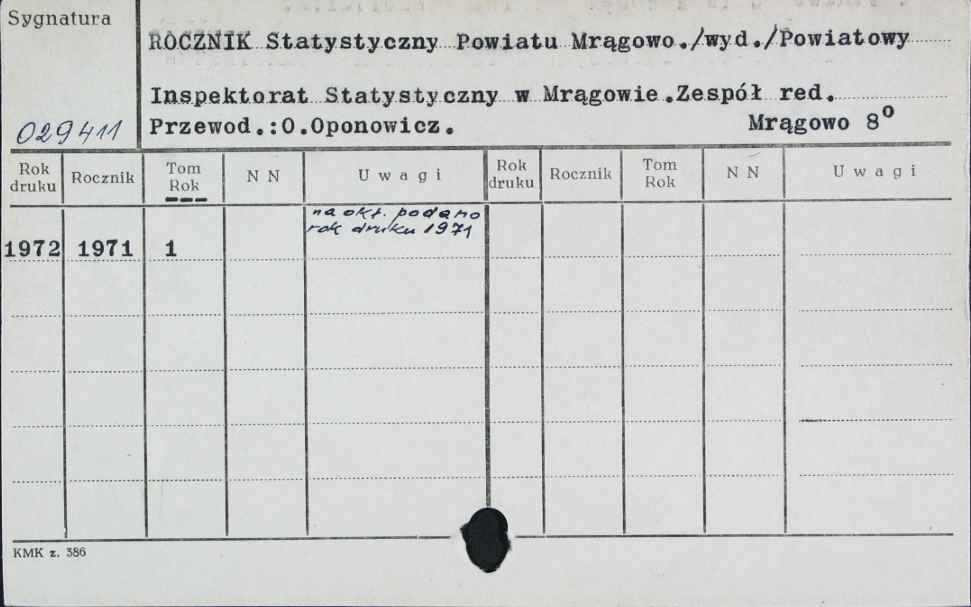 Sygnatura
ROCZNIK Statystyczny Powiatu Mrągowo./wyd./Powiatowy
Inspektorat Statystyczny w Mrągowie.Zespół red.
029411 Przewod.:O.Oponowicz. Mrągowo 8º
Rok druku Rocznik Tom Rok N N U w a g i Rok druku Rocznik Tom Rok N N U w a g i
na okł. podano
rok druku 1971
1972 1971 1
KMK z. 386